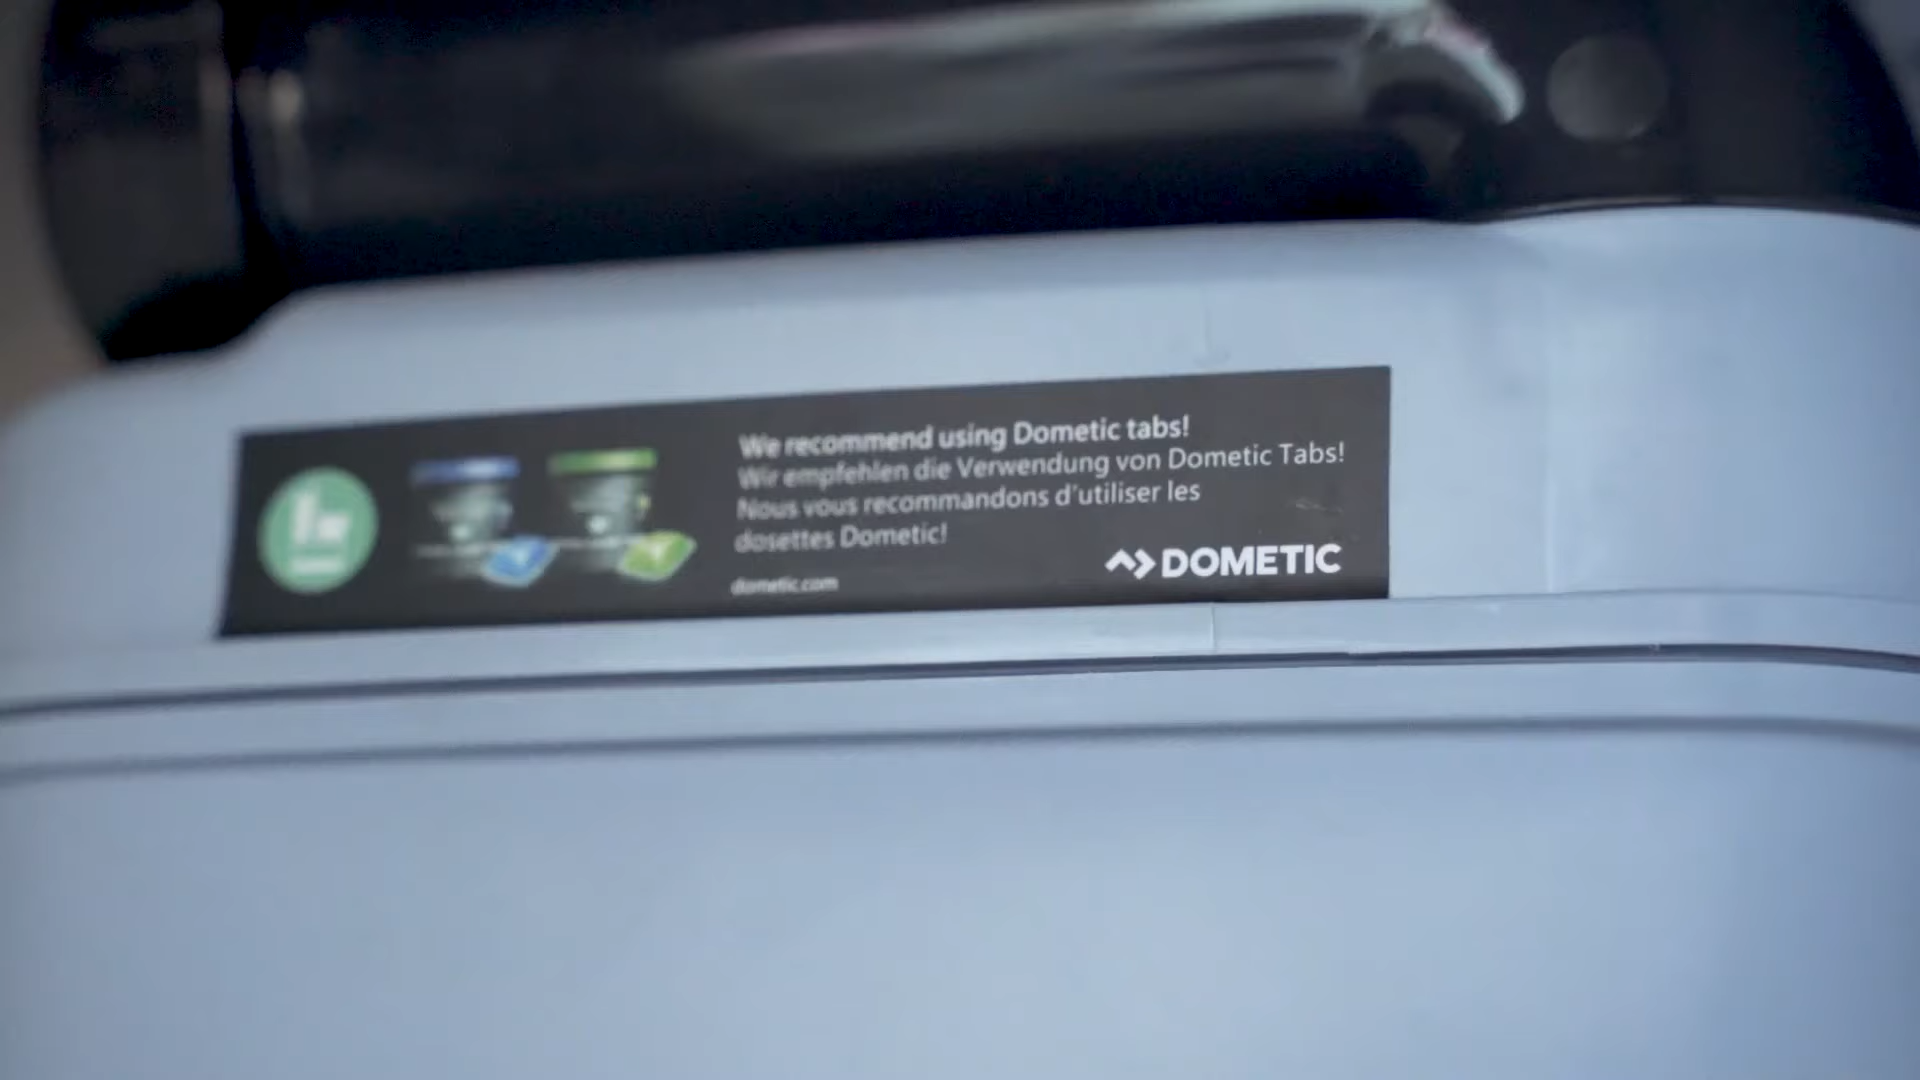 We recommend using Dometic tabs!
Wir empfehlen die Verwendung von Dometic Tabs!
Nous vous recommandons d'utiliser les
dosettes Dometic!
dometic.com
DOMETIC